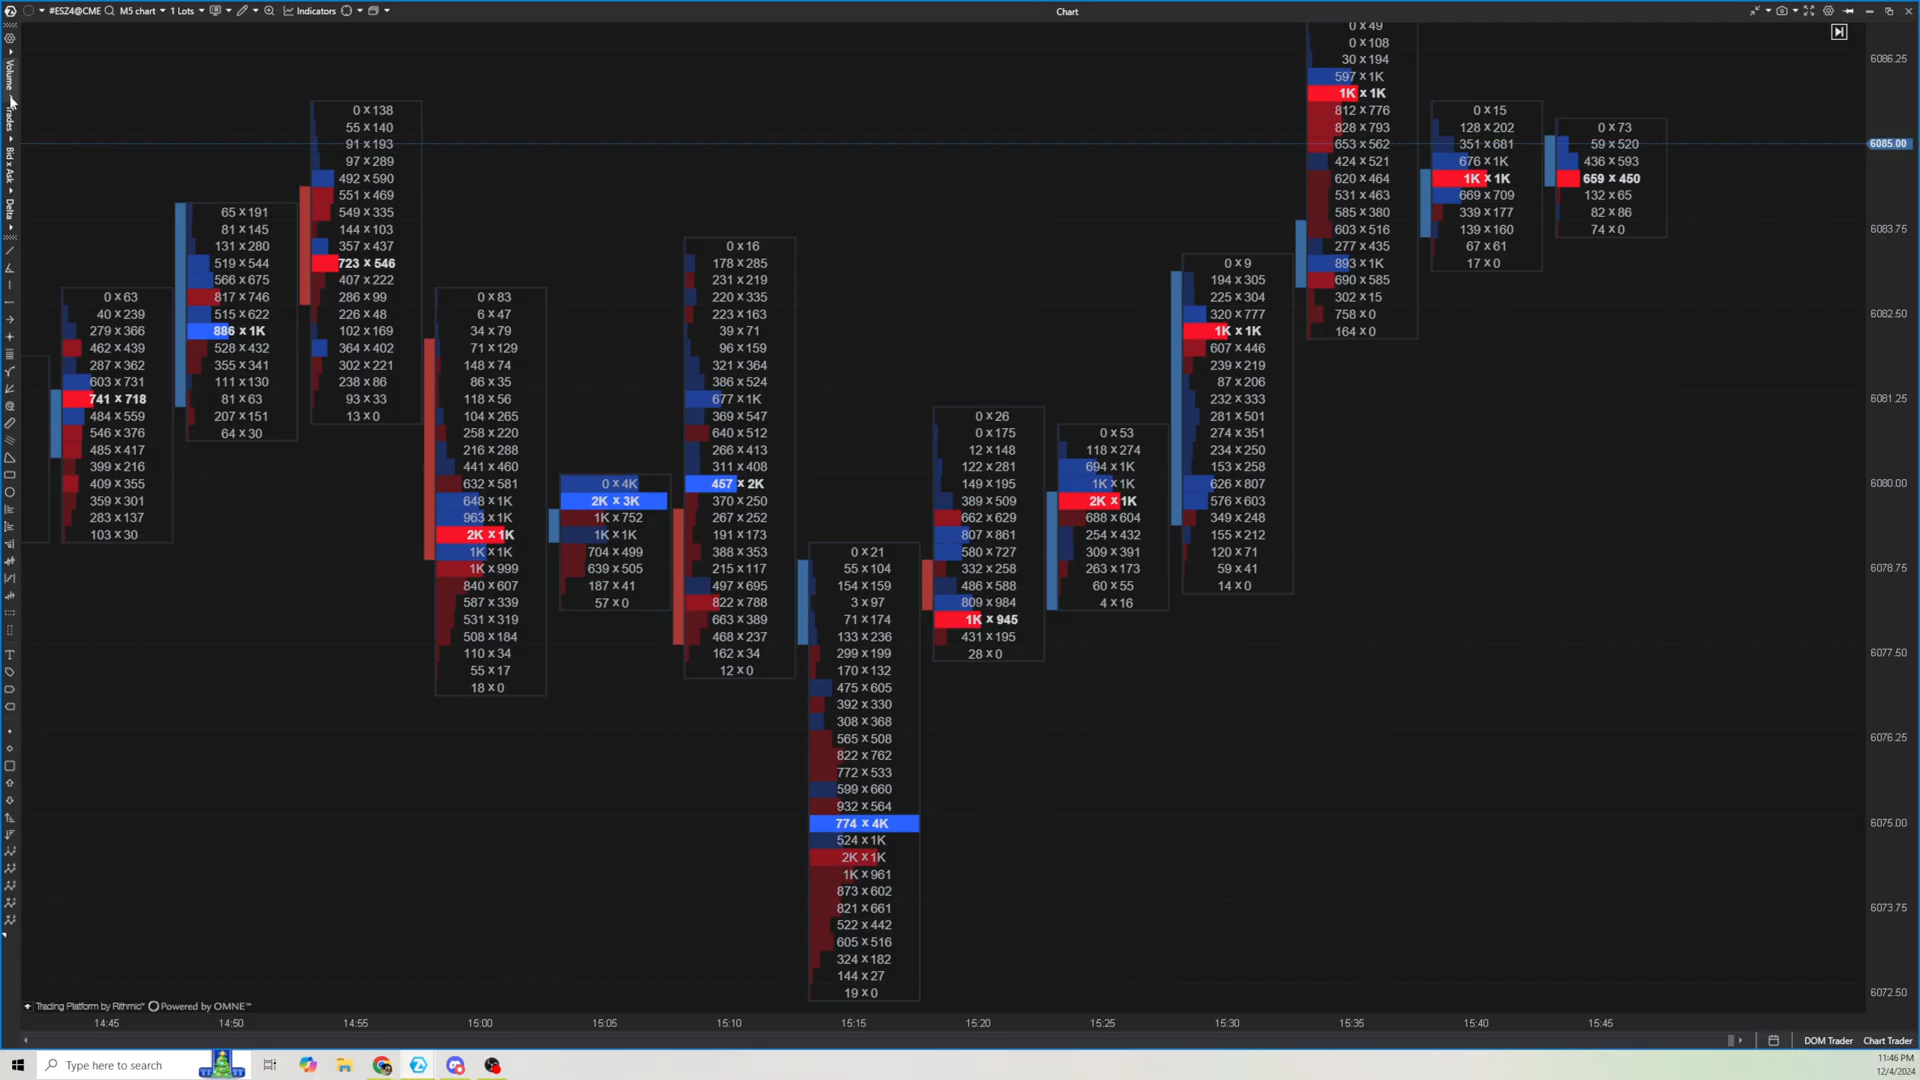 #ESZ4@CME M5 chart 1 Lots Indicators Chart
Volume
Trades
Bid x Ask
Delta
0 x 63
40 x 239
279 x 366
462 x 439
287 x 362
603 x 731
741 x 718
484 x 559
546 x 376
485 x 417
399 x 216
409 x 355
359 x 301
283 x 137
103 x 30
65 x 191
81 x 145
131 x 280
519 x 544
566 x 675
817 x 746
515 x 622
886 x 1K
528 x 432
355 x 341
111 x 130
81 x 63
207 x 151
64 x 30
0 x 138
55 x 140
91 x 193
97 x 289
492 x 590
551 x 469
549 x 335
144 x 103
357 x 437
723 x 546
407 x 222
286 x 99
226 x 48
102 x 169
364 x 402
302 x 221
238 x 86
93 x 33
13 x 0
0 x 83
6 x 47
34 x 79
71 x 129
148 x 74
86 x 35
118 x 56
104 x 265
258 x 220
216 x 288
441 x 460
632 x 581
648 x 1K
963 x 1K
2K x 1K
1K x 1K
1K x 999
840 x 607
587 x 339
531 x 319
508 x 184
110 x 34
55 x 17
18 x 0
0 x 4K
2K x 3K
1K x 752
1K x 1K
704 x 499
639 x 505
187 x 41
57 x 0
0 x 16
178 x 285
231 x 219
220 x 335
223 x 163
39 x 71
96 x 159
321 x 364
386 x 524
677 x 1K
369 x 547
640 x 512
266 x 413
311 x 408
457 x 2K
370 x 250
267 x 252
191 x 173
388 x 353
215 x 117
497 x 695
822 x 788
663 x 389
468 x 237
162 x 34
12 x 0
0 x 21
55 x 104
154 x 159
3 x 97
71 x 174
133 x 236
299 x 199
170 x 132
475 x 605
392 x 330
308 x 368
565 x 508
822 x 762
772 x 533
599 x 660
932 x 564
774 x 4K
524 x 1K
2K x 1K
1K x 961
873 x 602
821 x 661
522 x 442
605 x 516
324 x 182
144 x 27
19 x 0
0 x 26
0 x 175
12 x 148
122 x 281
149 x 195
389 x 509
662 x 629
807 x 861
580 x 727
332 x 258
486 x 588
809 x 984
1K x 945
431 x 195
28 x 0
0 x 53
118 x 274
694 x 1K
1K x 1K
2K x 1K
688 x 604
254 x 432
309 x 391
263 x 173
60 x 55
4 x 16
0 x 9
194 x 305
225 x 304
320 x 777
1K x 1K
607 x 446
239 x 219
87 x 206
232 x 333
281 x 501
274 x 351
234 x 250
153 x 258
626 x 807
576 x 603
349 x 248
155 x 212
120 x 71
59 x 41
14 x 0
0 x 49
0 x 108
30 x 194
597 x 1K
1K x 1K
812 x 776
828 x 793
653 x 562
424 x 521
620 x 464
531 x 463
585 x 380
603 x 516
277 x 435
893 x 1K
690 x 585
302 x 15
758 x 0
164 x 0
0 x 15
128 x 202
351 x 681
676 x 1K
1K x 1K
669 x 709
339 x 177
139 x 160
67 x 61
17 x 0
0 x 73
59 x 520
436 x 593
659 x 450
132 x 65
82 x 86
74 x 0
6086.25
6085.00
6083.75
6082.50
6081.25
6080.00
6078.75
6077.50
6076.25
6075.00
6073.75
6072.50
Trading Platform by Rithmic™ Powered by OMNE™
14:45 14:50 14:55 15:00 15:05 15:10 15:15 15:20 15:25 15:30 15:35 15:40 15:45
DOM Trader Chart Trader
Type here to search
11:46 PM
12/4/2024